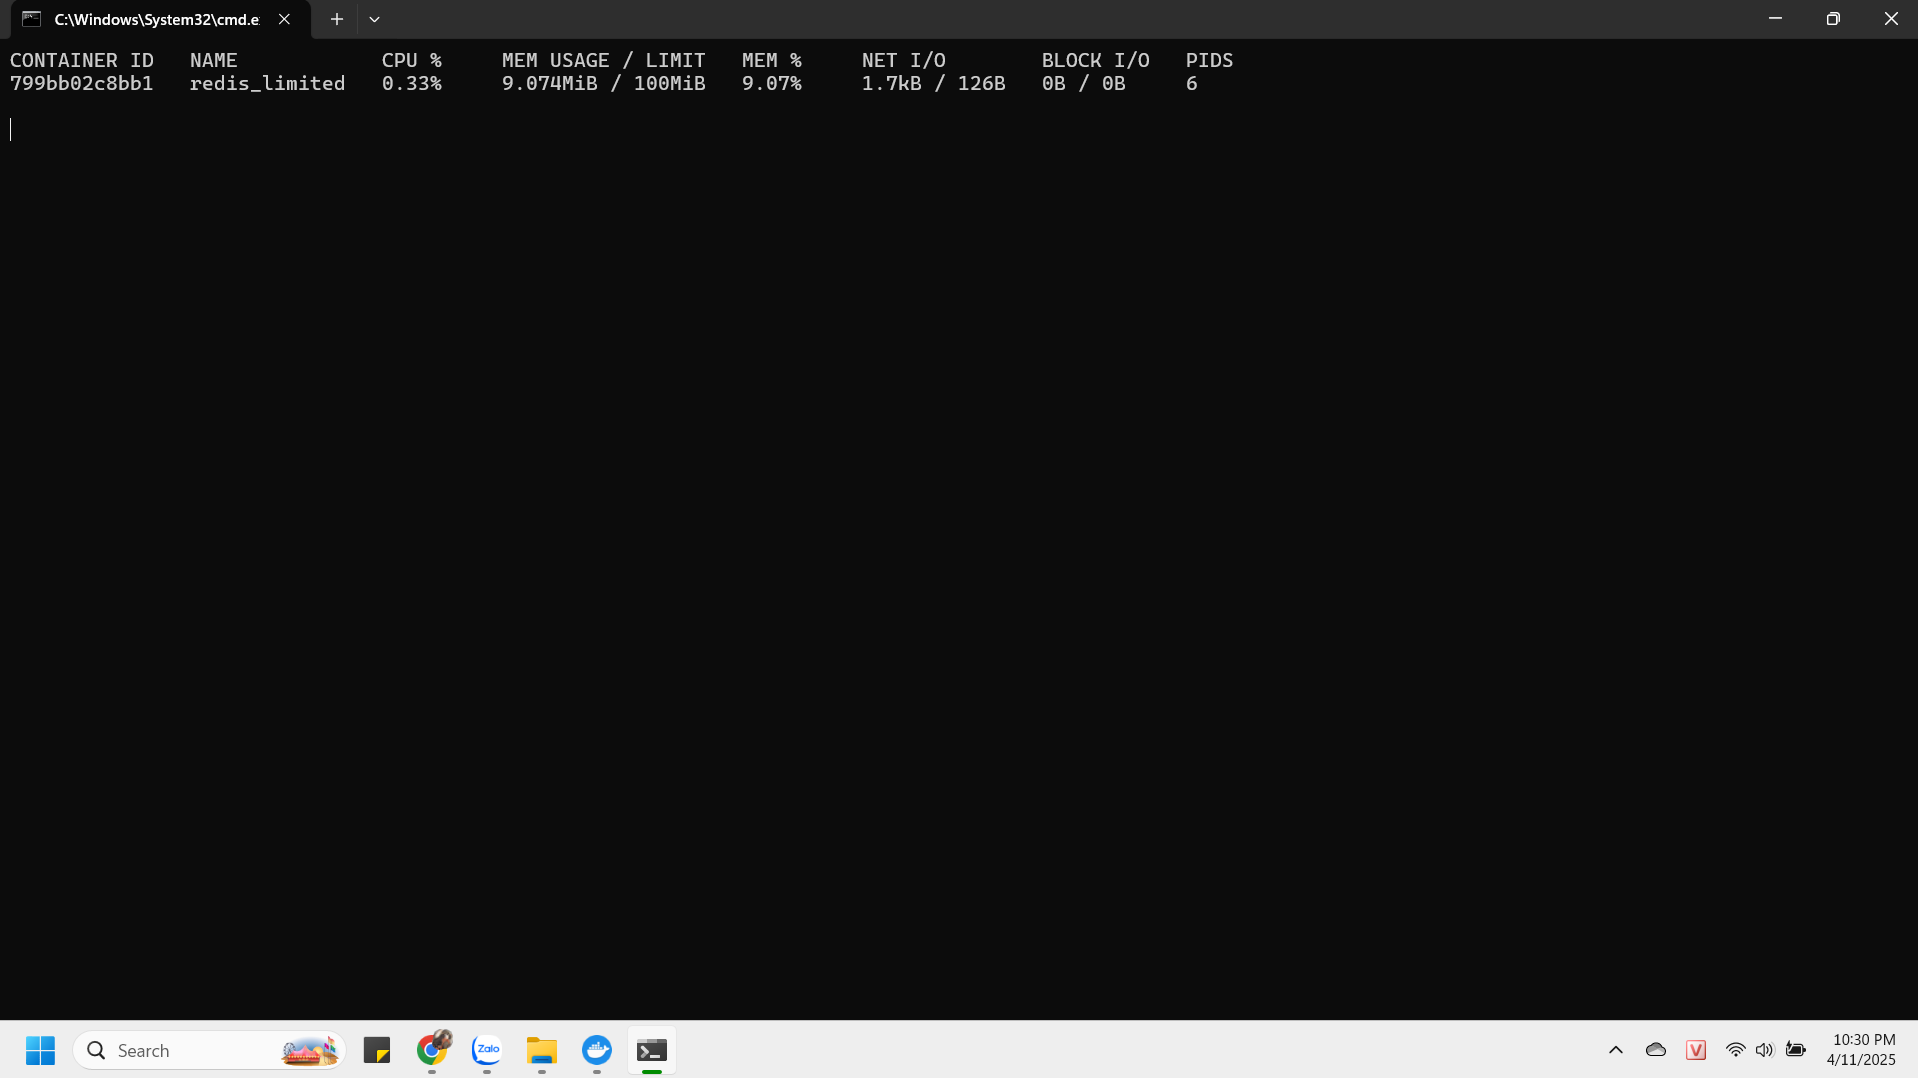 C:\Windows\System32\cmd.e
CONTAINER ID   NAME            CPU %     MEM USAGE / LIMIT   MEM %     NET I/O        BLOCK I/O   PIDS
799bb02c8bb1   redis_limited   0.33%     9.074MiB / 100MiB   9.07%     1.7kB / 126B   0B / 0B     6
Search
Zalo
V
10:30 PM
4/11/2025